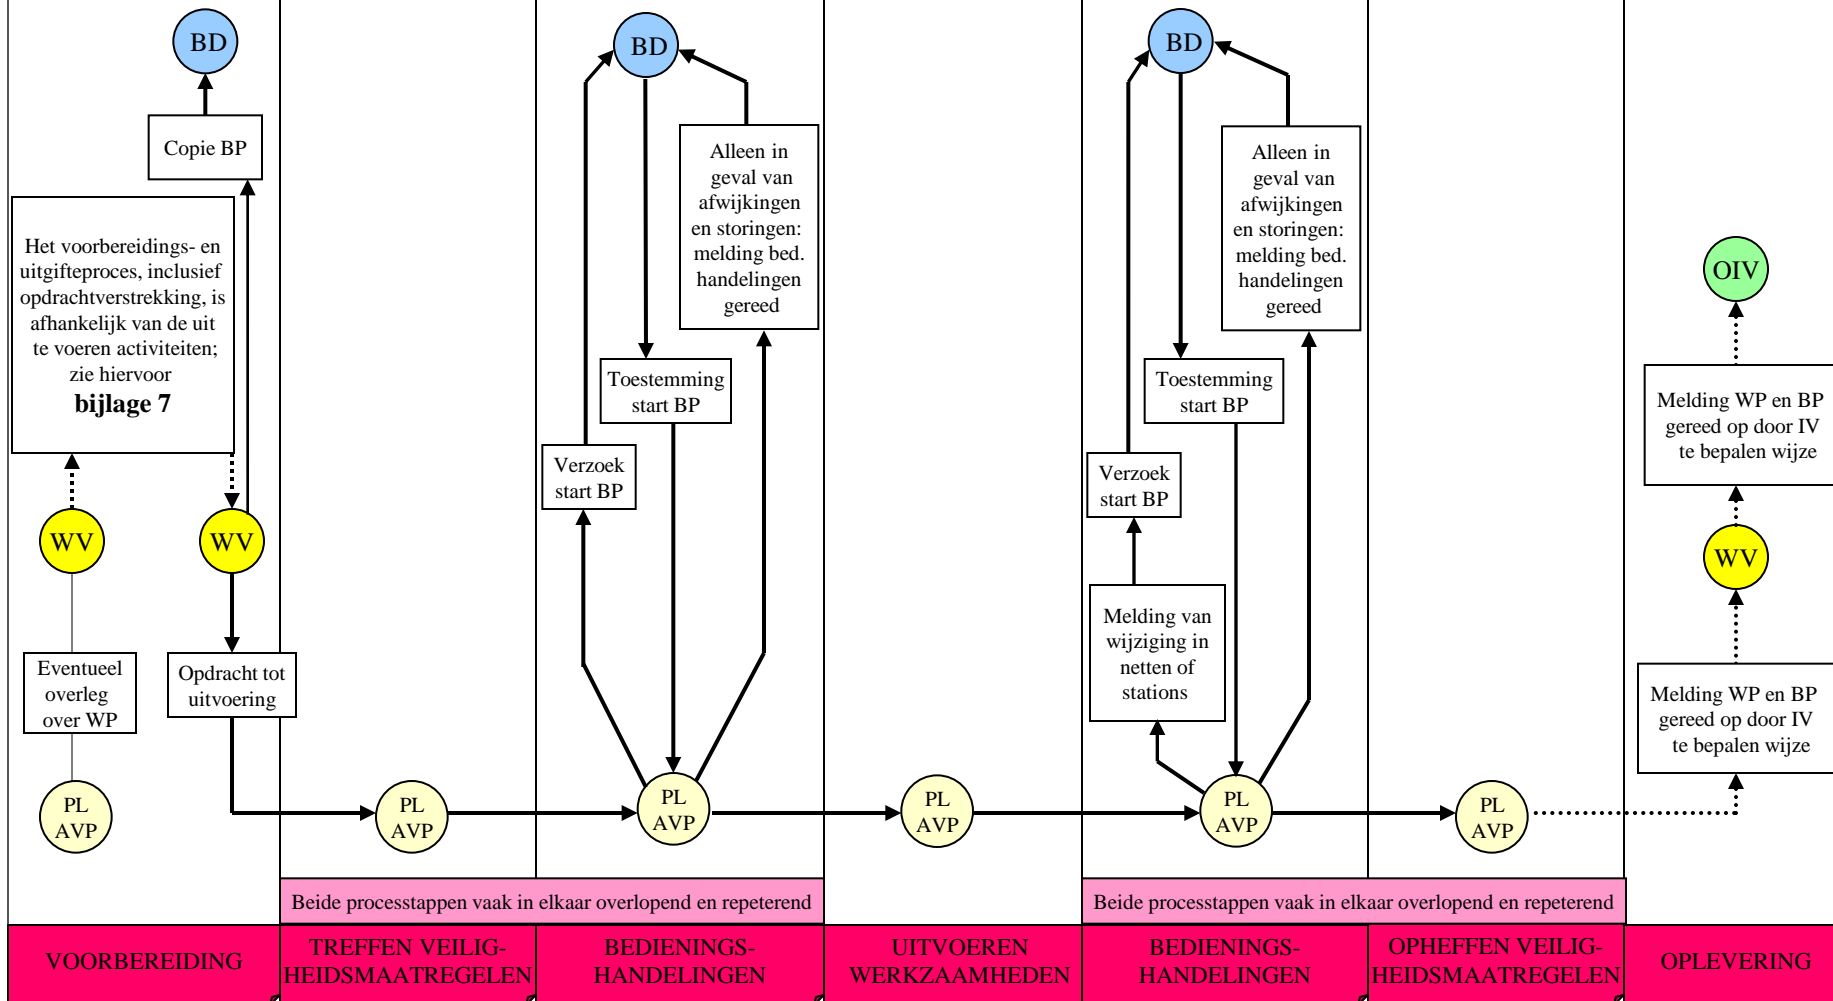 BD
Copie BP
Het voorbereidings- en
uitgifteproces, inclusief
opdrachtverstrekking, is
afhankelijk van de uit
te voeren activiteiten;
zie hiervoor
bijlage 7
WV
WV
Eventueel
overleg
over WP
Opdracht tot
uitvoering
PL
AVP
PL
AVP
BD
Alleen in
geval van
afwijkingen
en storingen:
melding bed.
handelingen
gereed
Toestemming
start BP
Verzoek
start BP
PL
AVP
PL
AVP
BD
Alleen in
geval van
afwijkingen
en storingen:
melding bed.
handelingen
gereed
Toestemming
start BP
Verzoek
start BP
Melding van
wijziging in
netten of
stations
PL
AVP
PL
AVP
OIV
Melding WP en BP
gereed op door IV
te bepalen wijze
WV
Melding WP en BP
gereed op door IV
te bepalen wijze
Beide processtappen vaak in elkaar overlopend en repeterend
Beide processtappen vaak in elkaar overlopend en repeterend
VOORBEREIDING
TREFFEN VEILIG-
HEIDSMAATREGELEN
BEDIENINGS-
HANDELINGEN
UITVOEREN
WERKZAAMHEDEN
BEDIENINGS-
HANDELINGEN
OPHEFFEN VEILIG-
HEIDSMAATREGELEN
OPLEVERING